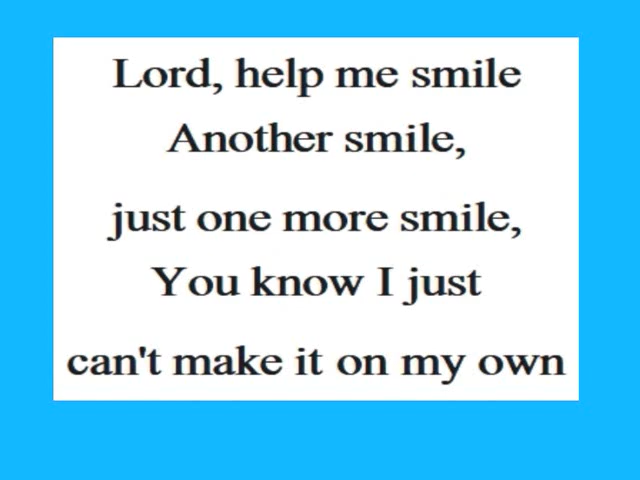 Lord, help me smile
Another smile,
just one more smile,
You know I just
can't make it on my own